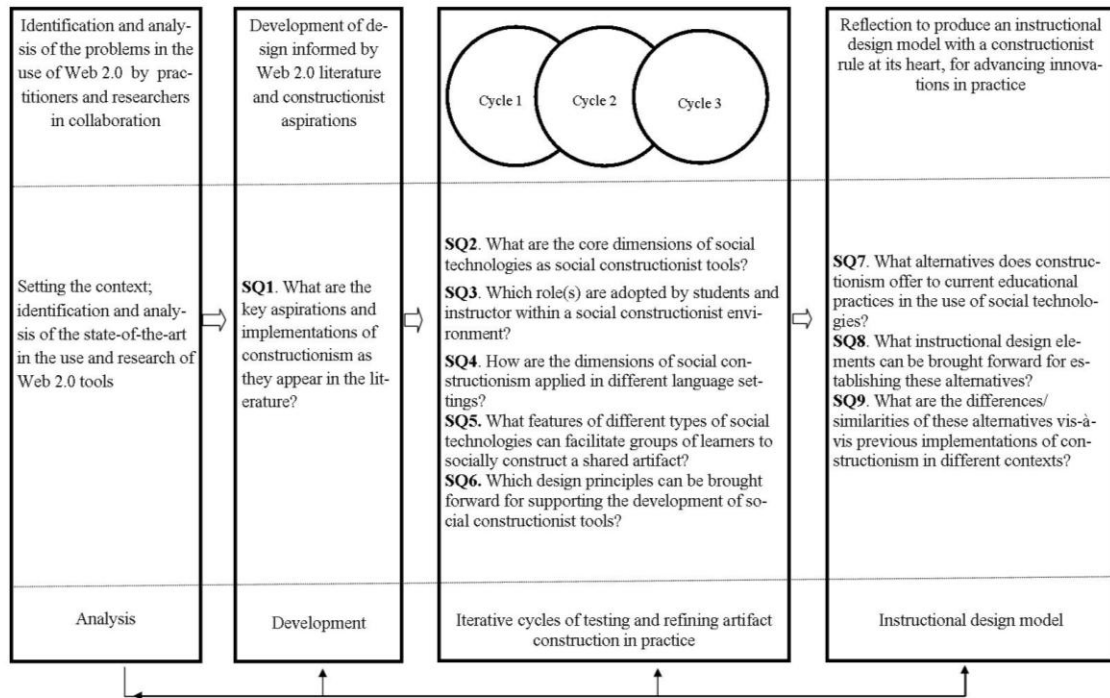 Identification and
analysis of the problems in the
use of Web 2.0 by prac-
titioners and researchers
in collaboration
Setting the context;
identification and analy-
sis of the state-of-the-art
in the use and research of
Web 2.0 tools
Analysis
Development of de-
sign informed by
Web 2.0 literature
and constructionist
aspirations
SQ1. What are the
key aspirations and
implementations of
constructionism as
they appear in the lit-
erature?
Development
Cycle 1
Cycle 2
Cycle 3
SQ2. What are the core dimensions of social
technologies as social constructionist tools?
SQ3. Which role(s) are adopted by students and
instructor within a social constructionist envi-
ronment?
SQ4. How are the dimensions of social con-
structionism applied in different language set-
tings?
SQ5. What features of different types of social
technologies can facilitate groups of learners to
socially construct a shared artifact?
SQ6. Which design principles can be brought
forward for supporting the development of so-
cial constructionist tools?
Iterative cycles of testing and refining artifact
construction in practice
Reflection to produce an instructional
design model with a constructionist
rule at its heart, for advancing innova-
tions in practice
SQ7. What alternatives does construc-
tionism offer to current educational
practices in the use of social technolo-
gies?
SQ8. What instructional design ele-
ments can be brought forward for es-
tablishing these alternatives?
SQ9. What are the differences/
similarities of these alternatives vis-à-
vis previous implementations of con-
structionism in different contexts?
Instructional design model